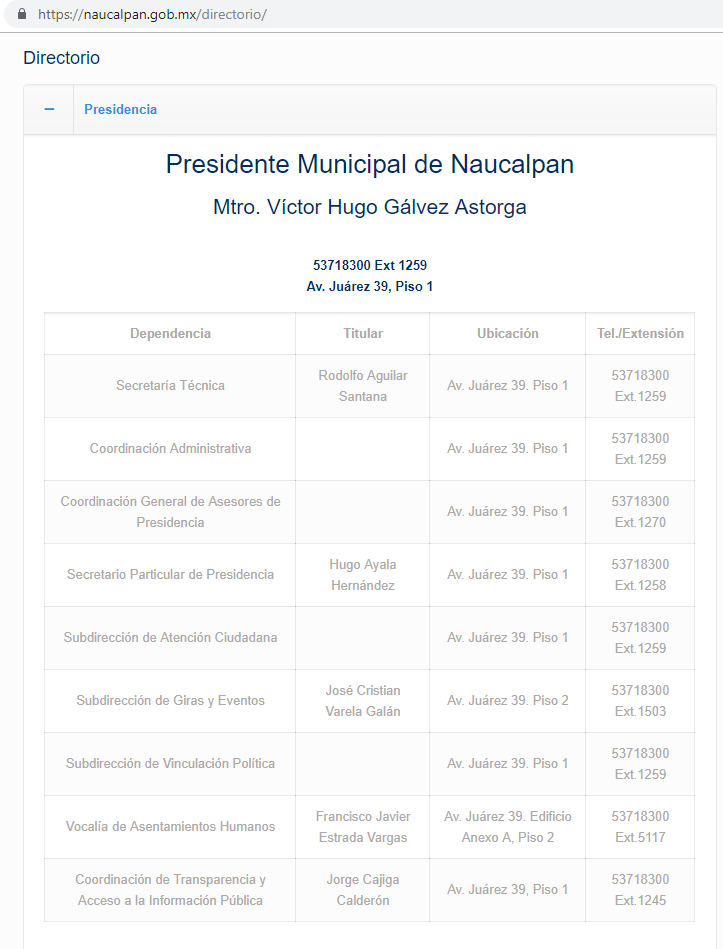 https://naucalpan.gob.mx/directorio/
Directorio
− Presidencia
Presidente Municipal de Naucalpan
Mtro. Víctor Hugo Gálvez Astorga
53718300 Ext 1259
Av. Juárez 39, Piso 1
Dependencia Titular Ubicación Tel./Extensión
Secretaría Técnica Rodolfo Aguilar Santana Av. Juárez 39. Piso 1 53718300 Ext.1259
Coordinación Administrativa Av. Juárez 39. Piso 1 53718300 Ext.1259
Coordinación General de Asesores de Presidencia Av. Juárez 39. Piso 1 53718300 Ext.1270
Secretario Particular de Presidencia Hugo Ayala Hernández Av. Juárez 39. Piso 1 53718300 Ext.1258
Subdirección de Atención Ciudadana Av. Juárez 39. Piso 1 53718300 Ext.1259
Subdirección de Giras y Eventos José Cristian Varela Galán Av. Juárez 39. Piso 2 53718300 Ext.1503
Subdirección de Vinculación Política Av. Juárez 39. Piso 1 53718300 Ext.1259
Vocalía de Asentamientos Humanos Francisco Javier Estrada Vargas Av. Juárez 39. Edificio Anexo A, Piso 2 53718300 Ext.5117
Coordinación de Transparencia y Acceso a la Información Pública Jorge Cajiga Calderón Av. Juárez 39, Piso 1 53718300 Ext.1245